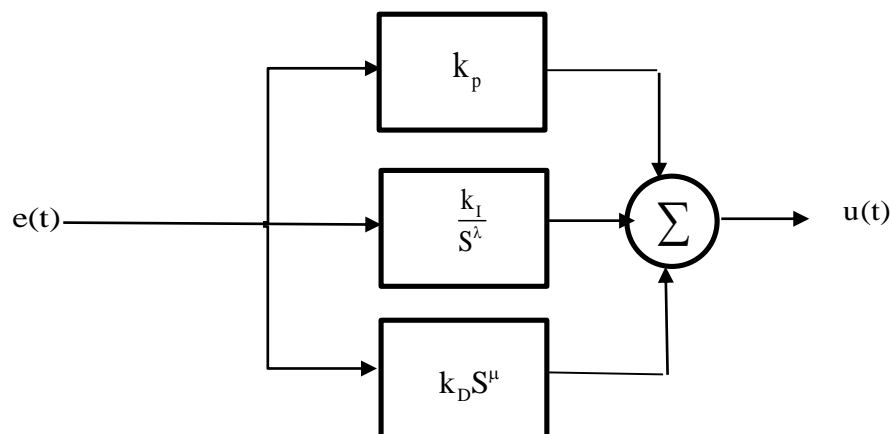 k_p
e(t)
k_I
S^λ
∑
u(t)
k_D S^μ